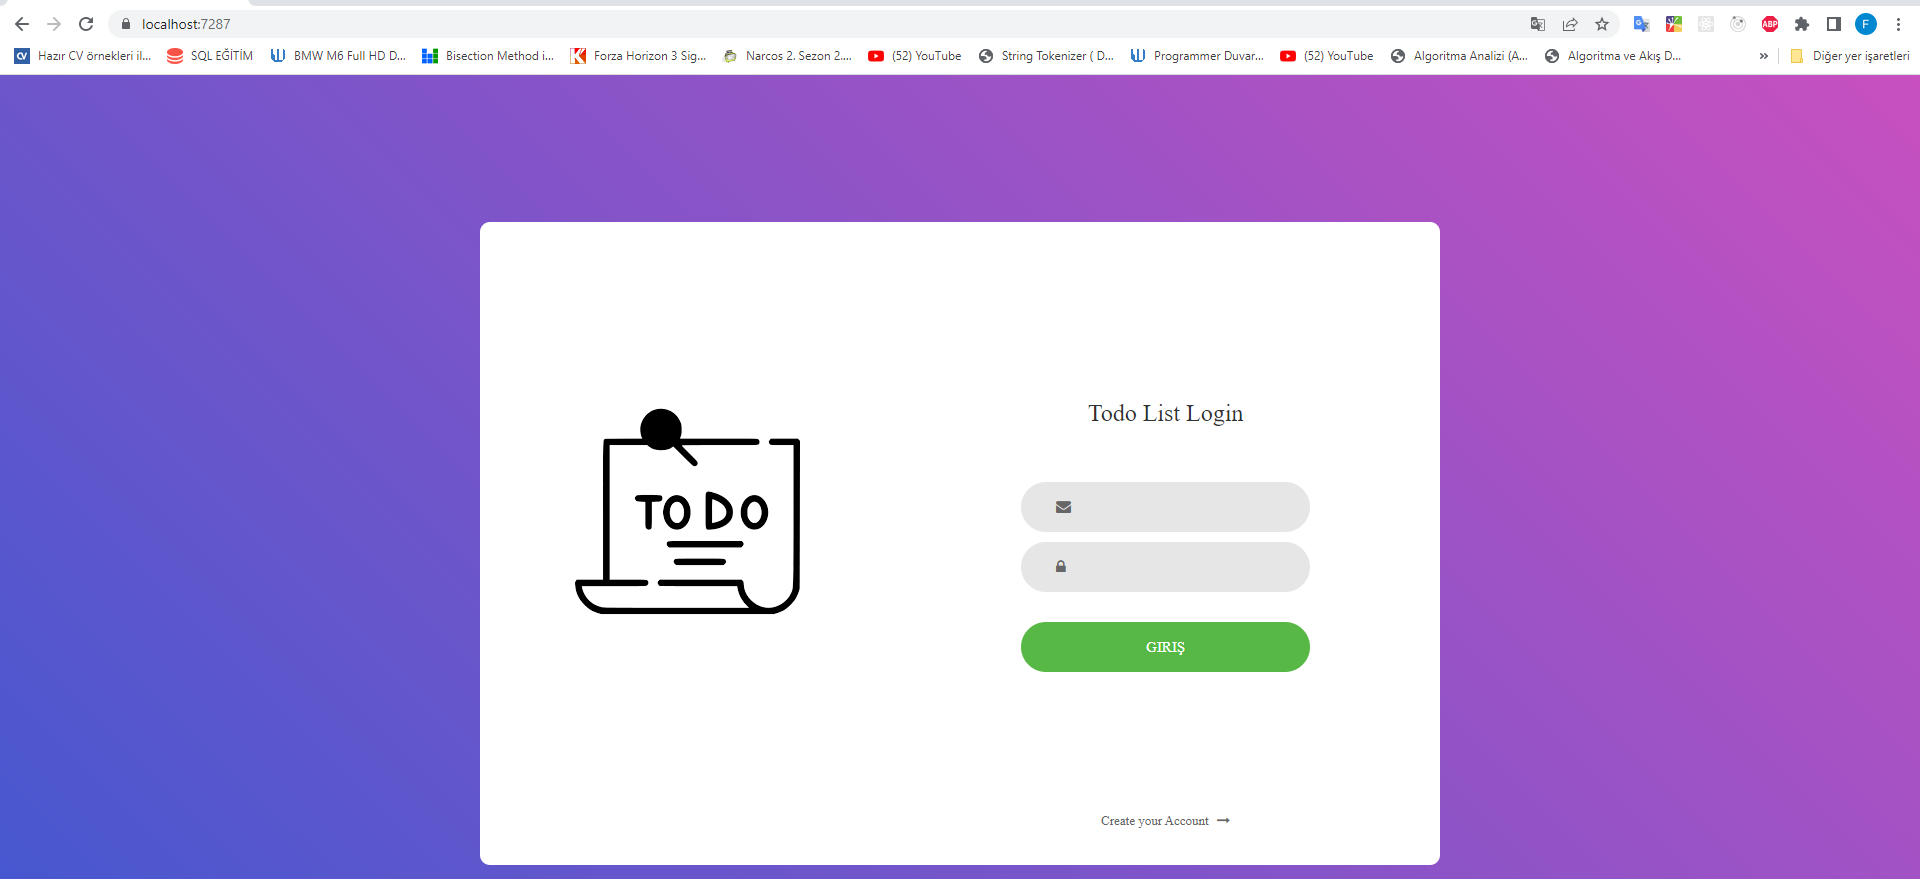 localhost:7287
Hazır CV örnekleri il... SQL EĞİTİM BMW M6 Full HD D... Bisection Method i... Forza Horizon 3 Sig... Narcos 2. Sezon 2.... (52) YouTube String Tokenizer ( D... Programmer Duvar... (52) YouTube Algoritma Analizi (A... Algoritma ve Akış D... » Diğer yer işaretleri
Todo List Login
TO DO
GIRIŞ
Create your Account